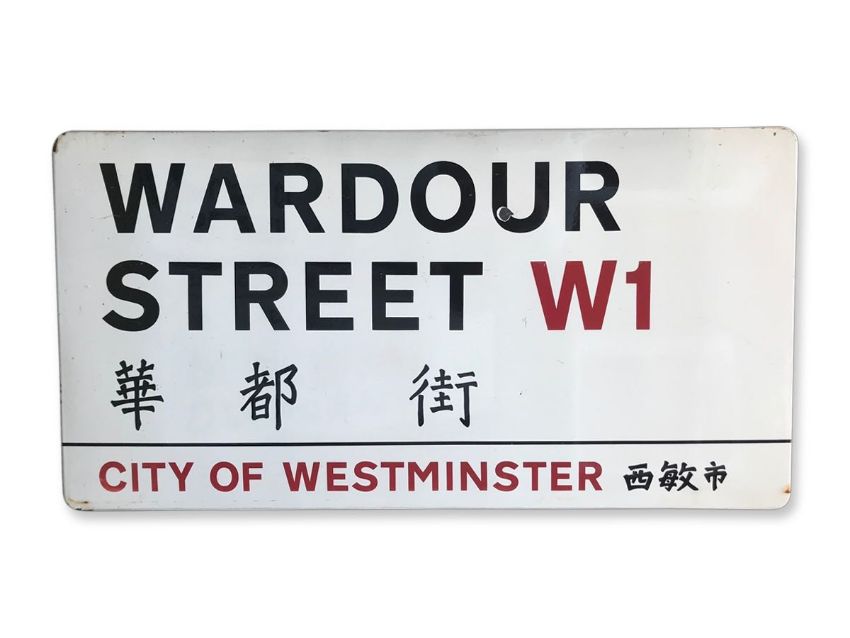 WARDOUR
STREET W1
華都街
CITY OF WESTMINSTER 西敏市